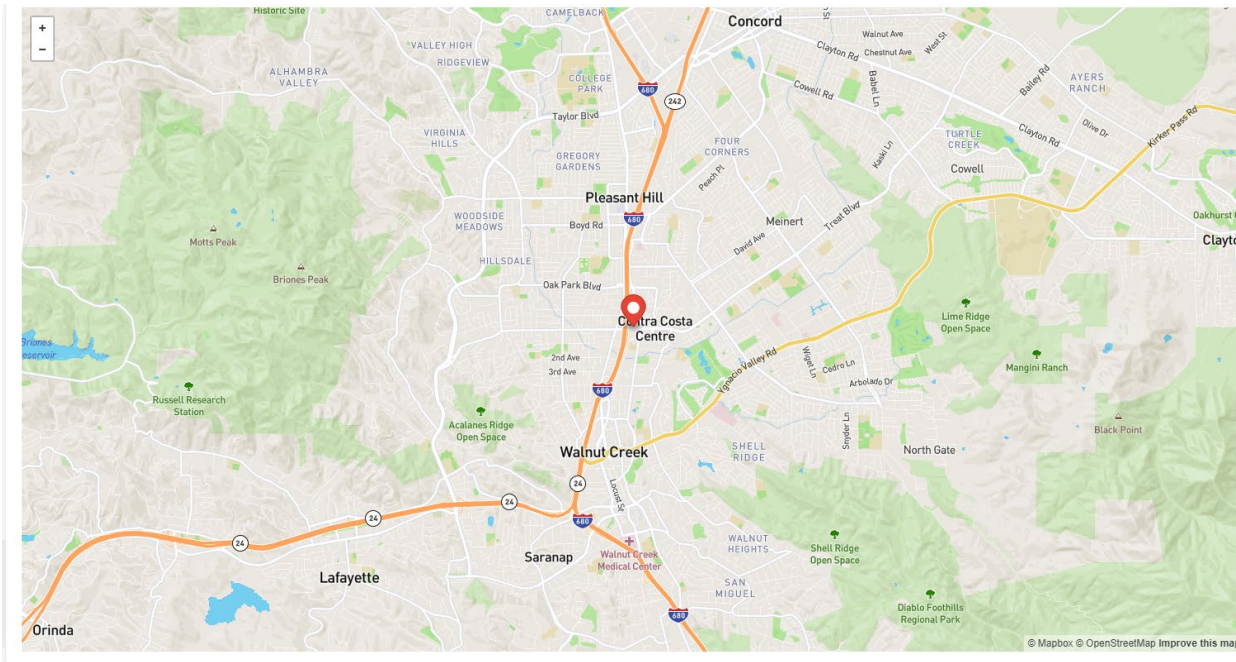 +
−
Historic Site
CAMELBACK
Concord
VALLEY HIGH
RIDGEVIEW
Walnut Ave
Clayton Rd
Chestnut Ave
West St
ALHAMBRA
VALLEY
COLLEGE
PARK
680
242
Cowell Rd
Babel Ln
Bailey Rd
AYERS
RANCH
Taylor Blvd
VIRGINIA
HILLS
FOUR
CORNERS
Kaski Ln
TURTLE
CREEK
Clayton Rd
Olive Dr
Kirker Pass Rd
GREGORY
GARDENS
Peach Pl
Cowell
Pleasant Hill
680
WOODSIDE
MEADOWS
Boyd Rd
Meinert
Treat Blvd
David Ave
Oakhurst
Motts Peak
Clayto
HILLSDALE
Briones Peak
Oak Park Blvd
Lime Ridge
Open Space
Contra Costa
Centre
Briones
2nd Ave
3rd Ave
Ygnacio Valley Rd
Wigel Ln
Cedro Ln
Arbolado Dr
Mangini Ranch
680
Russell Research
Station
Acalanes Ridge
Open Space
Snyder Ln
Black Point
Walnut Creek
SHELL
RIDGE
North Gate
24
Locust St
24
24
680
24
WALNUT
HEIGHTS
Shell Ridge
Open Space
Saranap
Walnut Creek
Medical Center
Lafayette
SAN
MIGUEL
680
Diablo Foothills
Regional Park
Orinda
© Mapbox © OpenStreetMap Improve this map